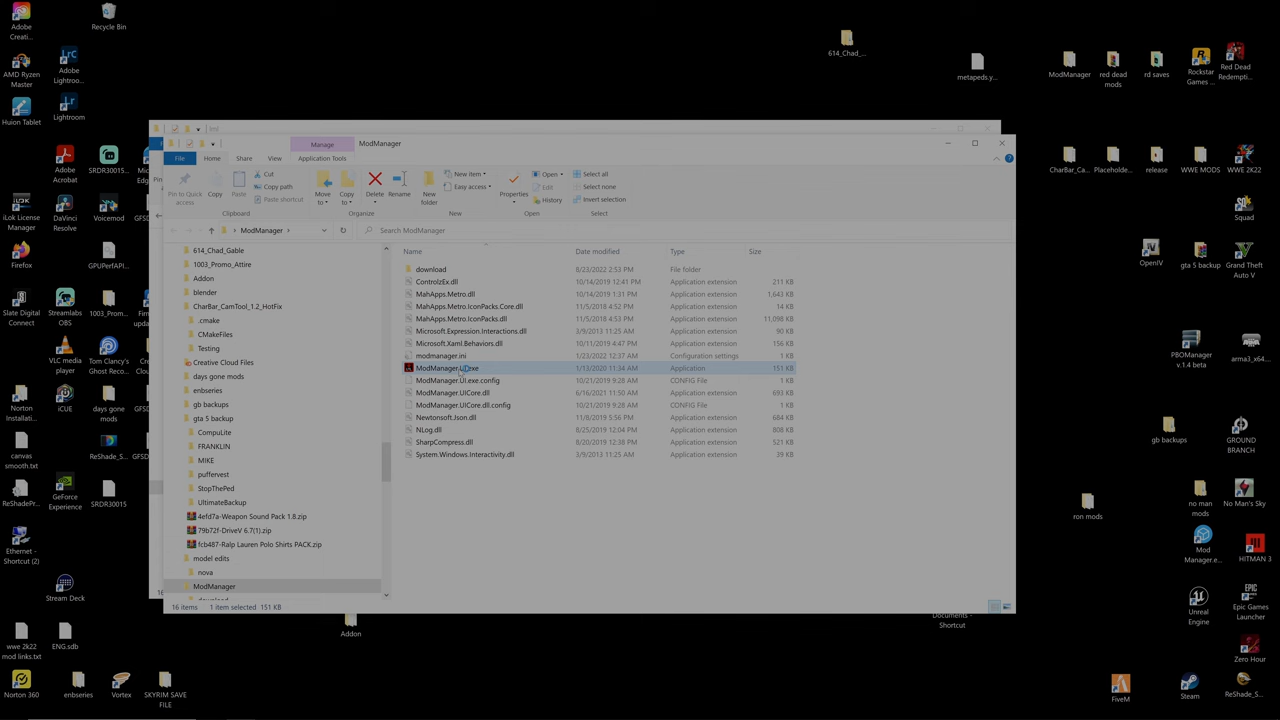 Adobe
Creati...
Recycle Bin
AMD Ryzen
Master
Adobe
Lightroom...
Huion Tablet
Lightroom
Adobe
Acrobat
SRDR30015...
iLok License
Manager
DaVinci
Resolve
Voicemod
Firefox
GPUPerfAPI...
Slate Digital
Connect
Streamlabs
OBS
1003_Promo...
VLC media
player
Tom Clancy's
Ghost Reco...
Aurora
iCUE
days gone
mods
canvas
smooth.txt
ReShade_S...
ReShadePr...
GeForce
Experience
SRDR30015
Ethernet -
Shortcut (2)
Stream Deck
wwe 2k22
mod links.txt
ENG.sdb
Norton 360
enbseries
Vortex
SKYRIM SAVE
FILE
614_Chad_...
metapeds.y...
ModManager
red dead
mods
rd saves
Rockstar
Games ...
Red Dead
Redempti...
CharBar_Ca...
Placeholde...
release
WWE MODS
WWE 2K22
Squad
OpenIV
gta 5 backup
Grand Theft
Auto V
PBOManager
v.1.4 beta
arma3_x64...
gb backups
GROUND
BRANCH
ron mods
no man
mods
No Man's Sky
Mod
Manager.e...
HITMAN 3
Unreal
Engine
Epic Games
Launcher
Zero Hour
FiveM
Steam
ReShade_S...
Documents -
Shortcut
Addon
lml
Manage
ModManager
File
Home
Share
View
Application Tools
Pin to Quick
access
Copy
Paste
Cut
Copy path
Paste shortcut
Clipboard
Move
to
Copy
to
Delete
Rename
Organize
New
folder
New item
Easy access
New
Properties
Open
Edit
History
Open
Select all
Select none
Invert selection
Select
ModManager
Search ModManager
614_Chad_Gable
1003_Promo_Attire
Addon
blender
CharBar_CamTool_1.2_HotFix
.cmake
CMakeFiles
Testing
Creative Cloud Files
days gone mods
enbseries
gb backups
gta 5 backup
CompuLite
FRANKLIN
MIKE
puffervest
StopThePed
UltimateBackup
4efd7a-Weapon Sound Pack 1.8.zip
79b72f-DriveV 6.7(1).zip
fcb487-Ralp Lauren Polo Shirts PACK.zip
model edits
nova
ModManager
download
Name Date modified Type Size
download 8/23/2022 2:53 PM File folder
ControlzEx.dll 10/14/2019 12:41 PM Application extension 211 KB
MahApps.Metro.dll 10/14/2019 1:31 PM Application extension 1,643 KB
MahApps.Metro.IconPacks.Core.dll 11/5/2018 4:52 PM Application extension 14 KB
MahApps.Metro.IconPacks.dll 11/5/2018 4:53 PM Application extension 11,098 KB
Microsoft.Expression.Interactions.dll 3/9/2013 11:25 AM Application extension 90 KB
Microsoft.Xaml.Behaviors.dll 10/11/2019 4:47 PM Application extension 156 KB
modmanager.ini 1/23/2022 12:37 AM Configuration settings 1 KB
ModManager.UI.exe 1/13/2020 11:34 AM Application 151 KB
ModManager.UI.exe.config 10/21/2019 9:28 AM CONFIG File 1 KB
ModManager.UICore.dll 6/16/2021 11:50 AM Application extension 693 KB
ModManager.UICore.dll.config 10/21/2019 9:28 AM CONFIG File 1 KB
Newtonsoft.Json.dll 11/8/2019 5:56 PM Application extension 684 KB
NLog.dll 8/25/2019 12:04 PM Application extension 808 KB
SharpCompress.dll 8/20/2019 12:38 PM Application extension 521 KB
System.Windows.Interactivity.dll 3/9/2013 11:25 AM Application extension 39 KB
16 items 1 item selected 151 KB